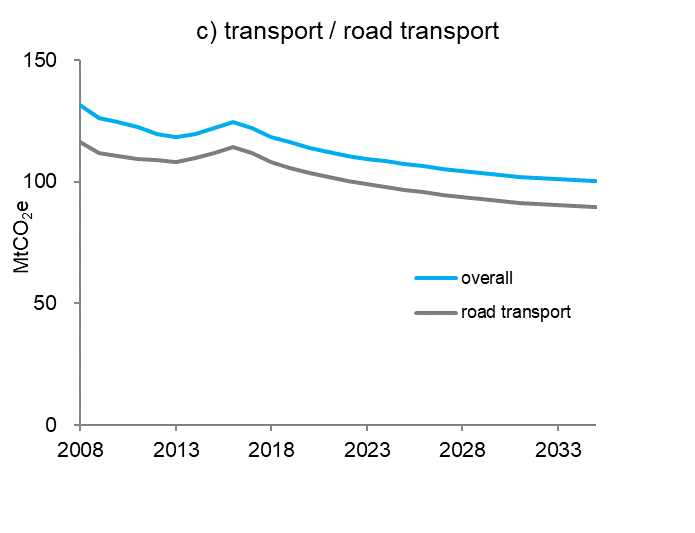 c) transport / road transport
150
100
50
0
MtCO₂e
overall
road transport
2008 2013 2018 2023 2028 2033